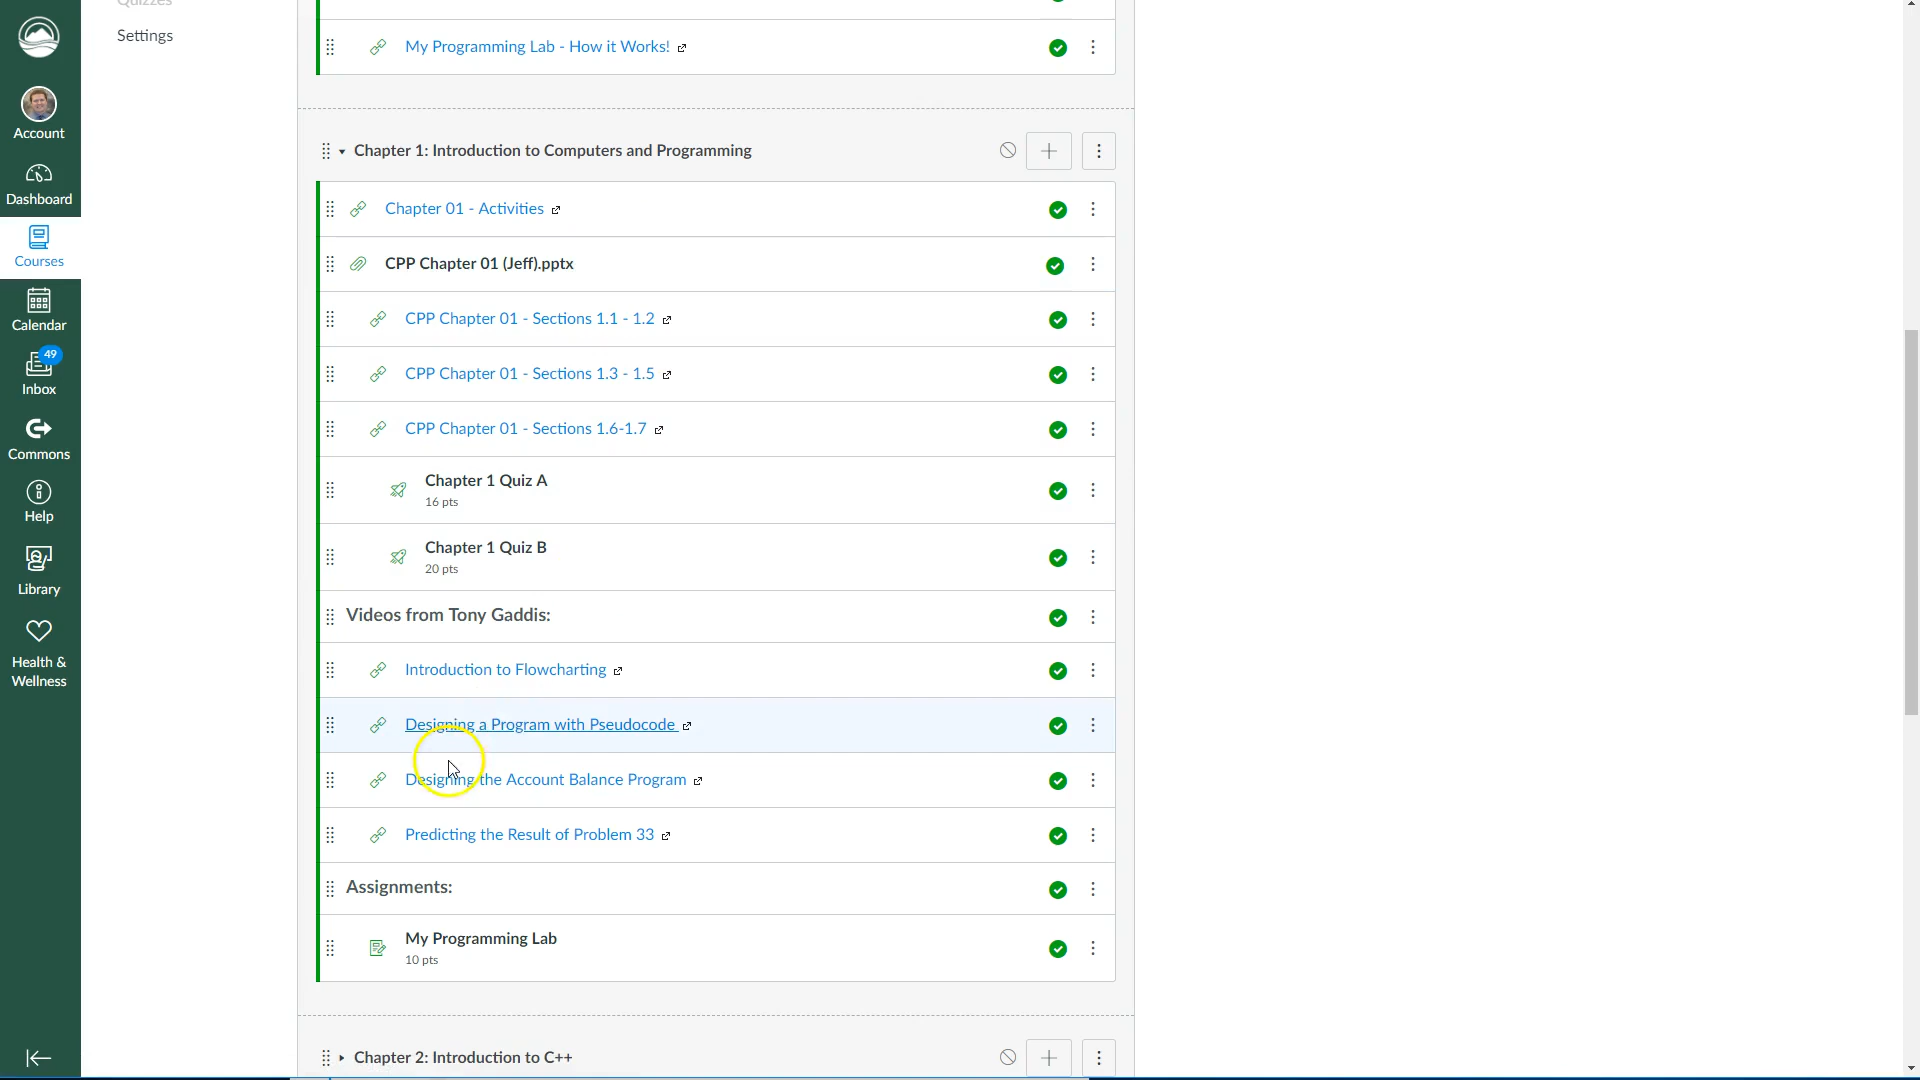 Quizzes
Settings
Account
Dashboard
Courses
Calendar
49
Inbox
Commons
Help
Library
Health &
Wellness
My Programming Lab - How it Works!
Chapter 1: Introduction to Computers and Programming
Chapter 01 - Activities
CPP Chapter 01 (Jeff).pptx
CPP Chapter 01 - Sections 1.1 - 1.2
CPP Chapter 01 - Sections 1.3 - 1.5
CPP Chapter 01 - Sections 1.6-1.7
Chapter 1 Quiz A
16 pts
Chapter 1 Quiz B
20 pts
Videos from Tony Gaddis:
Introduction to Flowcharting
Designing a Program with Pseudocode
Designing the Account Balance Program
Predicting the Result of Problem 33
Assignments:
My Programming Lab
10 pts
Chapter 2: Introduction to C++